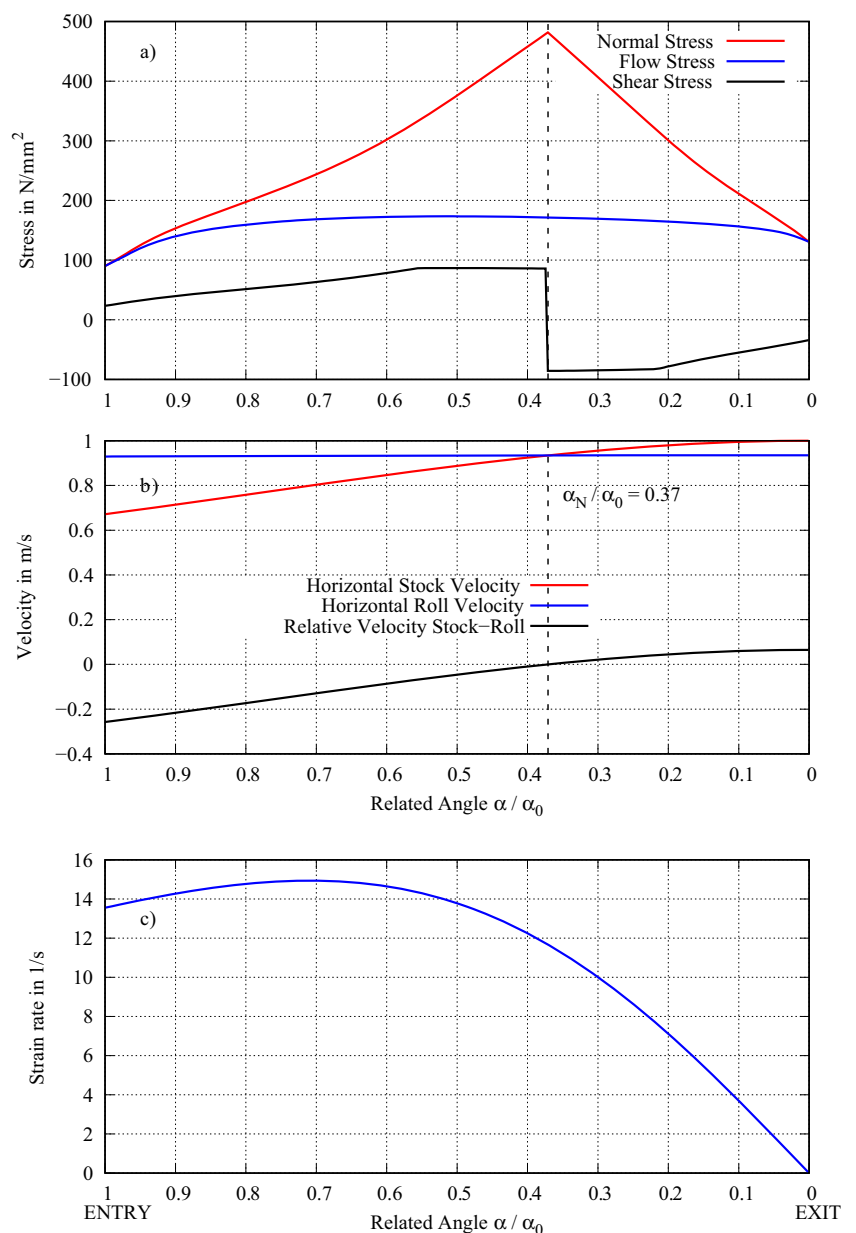 a)
Normal Stress
Flow Stress
Shear Stress
Stress in N/mm²
500
400
300
200
100
0
−100
1 0.9 0.8 0.7 0.6 0.5 0.4 0.3 0.2 0.1 0
b)
α_N / α_0 = 0.37
Horizontal Stock Velocity
Horizontal Roll Velocity
Relative Velocity Stock−Roll
Velocity in m/s
1
0.8
0.6
0.4
0.2
0
−0.2
−0.4
1 0.9 0.8 0.7 0.6 0.5 0.4 0.3 0.2 0.1 0
Related Angle α / α_0
c)
Strain rate in 1/s
16
14
12
10
8
6
4
2
0
1 0.9 0.8 0.7 0.6 0.5 0.4 0.3 0.2 0.1 0
ENTRY Related Angle α / α_0 EXIT